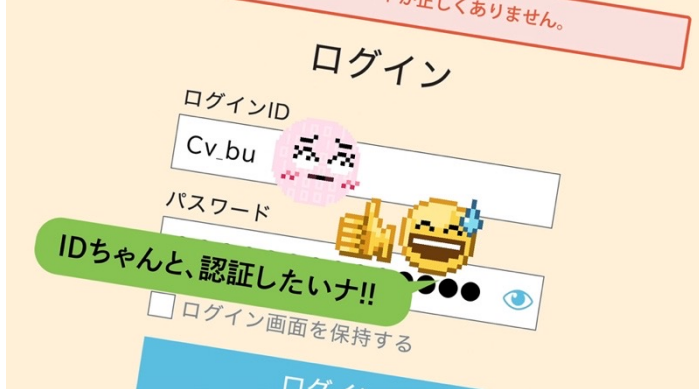 が正しくありません。
ログイン
ログインID
Cv_bu
パスワード
IDちゃんと、認証したいナ!!
ログイン画面を保持する
ログイン